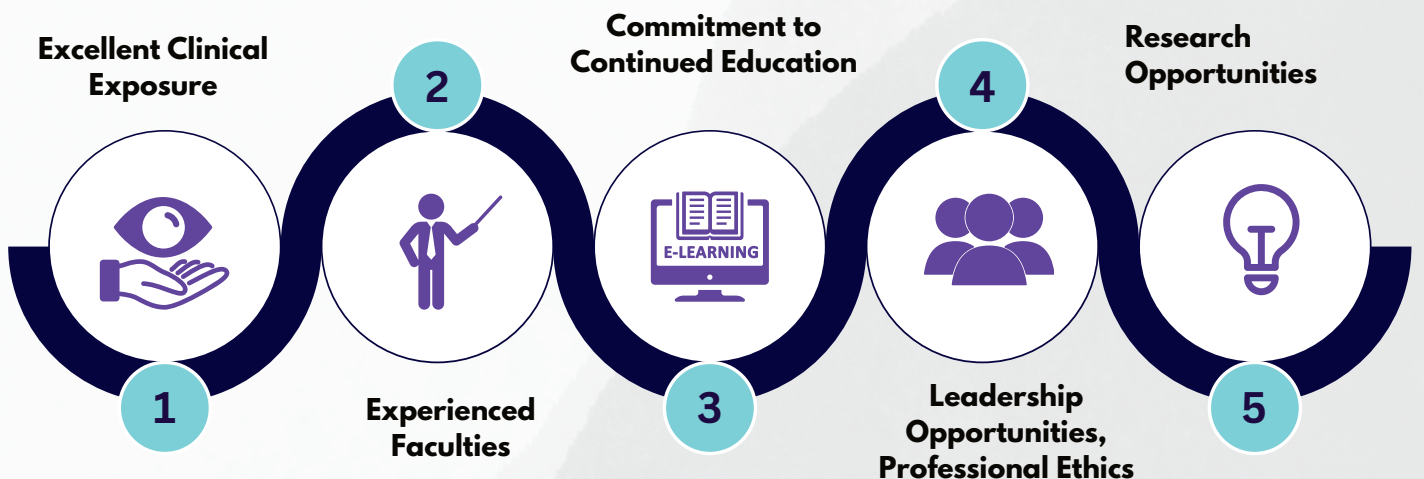 Excellent Clinical
Exposure
1
2
Experienced
Faculties
Commitment to
Continued Education
E-LEARNING
3
4
Leadership
Opportunities,
Professional Ethics
Research
Opportunities
5